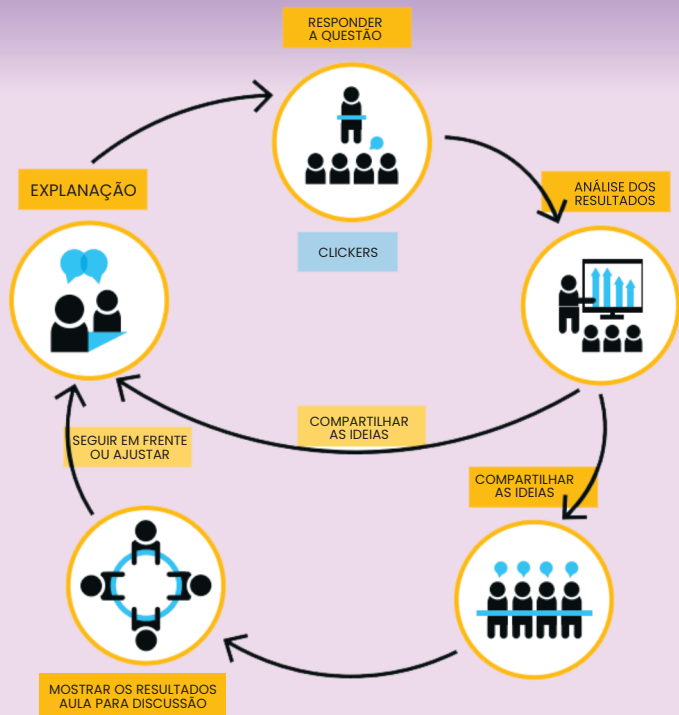 RESPONDER
A QUESTÃO
EXPLANAÇÃO
CLICKERS
ANÁLISE DOS
RESULTADOS
COMPARTILHAR
AS IDEIAS
SEGUIR EM FRENTE
OU AJUSTAR
COMPARTILHAR
AS IDEIAS
MOSTRAR OS RESULTADOS
AULA PARA DISCUSSÃO